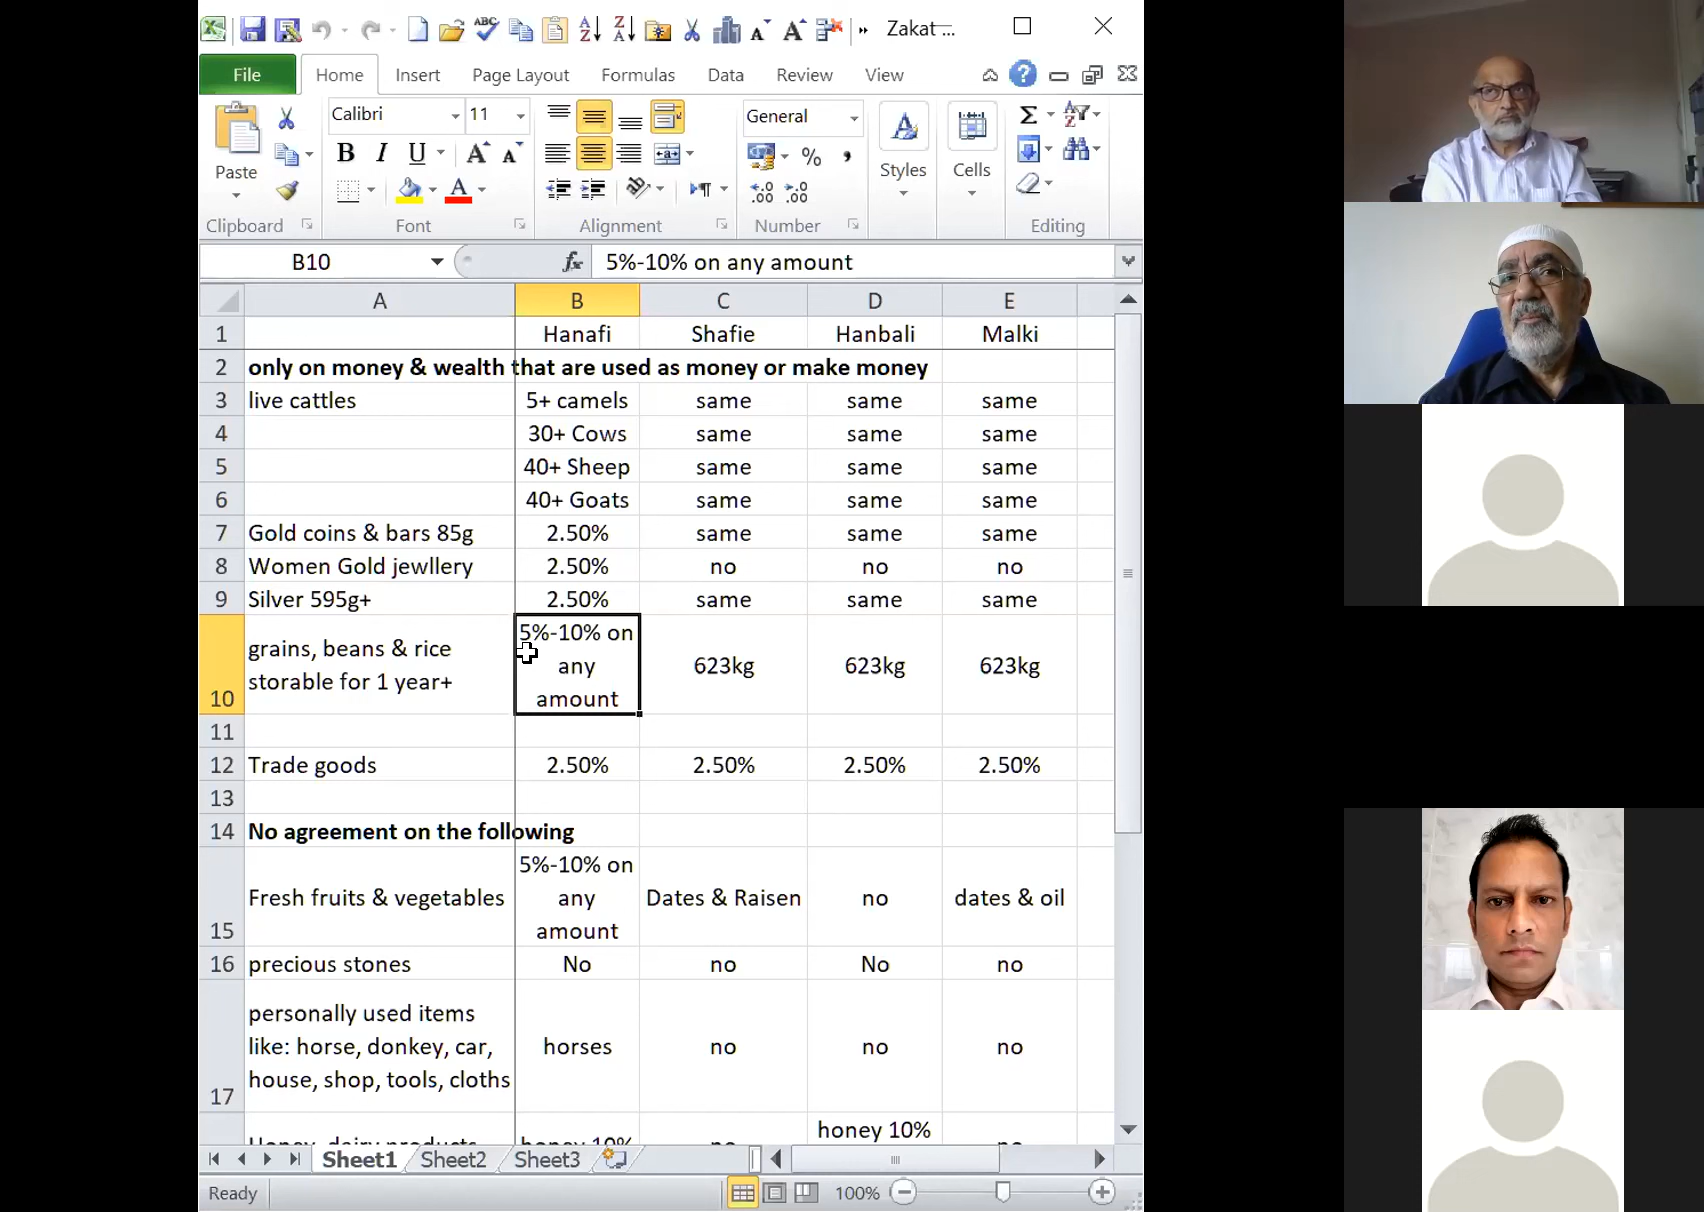 Zakat ...
File Home Insert Page Layout Formulas Data Review View
Calibri 11 General
Paste B I U Styles Cells
Clipboard Font Alignment Number Editing
B10 fx 5%-10% on any amount
A B C D E
1 Hanafi Shafie Hanbali Malki
2 only on money & wealth that are used as money or make money
3 live cattles 5+ camels same same same
4 30+ Cows same same same
5 40+ Sheep same same same
6 40+ Goats same same same
7 Gold coins & bars 85g 2.50% same same same
8 Women Gold jewllery 2.50% no no no
9 Silver 595g+ 2.50% same same same
5%-10% on
grains, beans & rice
any 623kg 623kg 623kg
storable for 1 year+
10 amount
11
12 Trade goods 2.50% 2.50% 2.50% 2.50%
13
14 No agreement on the following
5%-10% on
Fresh fruits & vegetables any Dates & Raisen no dates & oil
15 amount
16 precious stones No no No no
personally used items
like: horse, donkey, car, horses no no no
17 house, shop, tools, cloths
honey 10%
Honey, dairy products honey 10% no no
Sheet1 Sheet2 Sheet3
Ready 100%